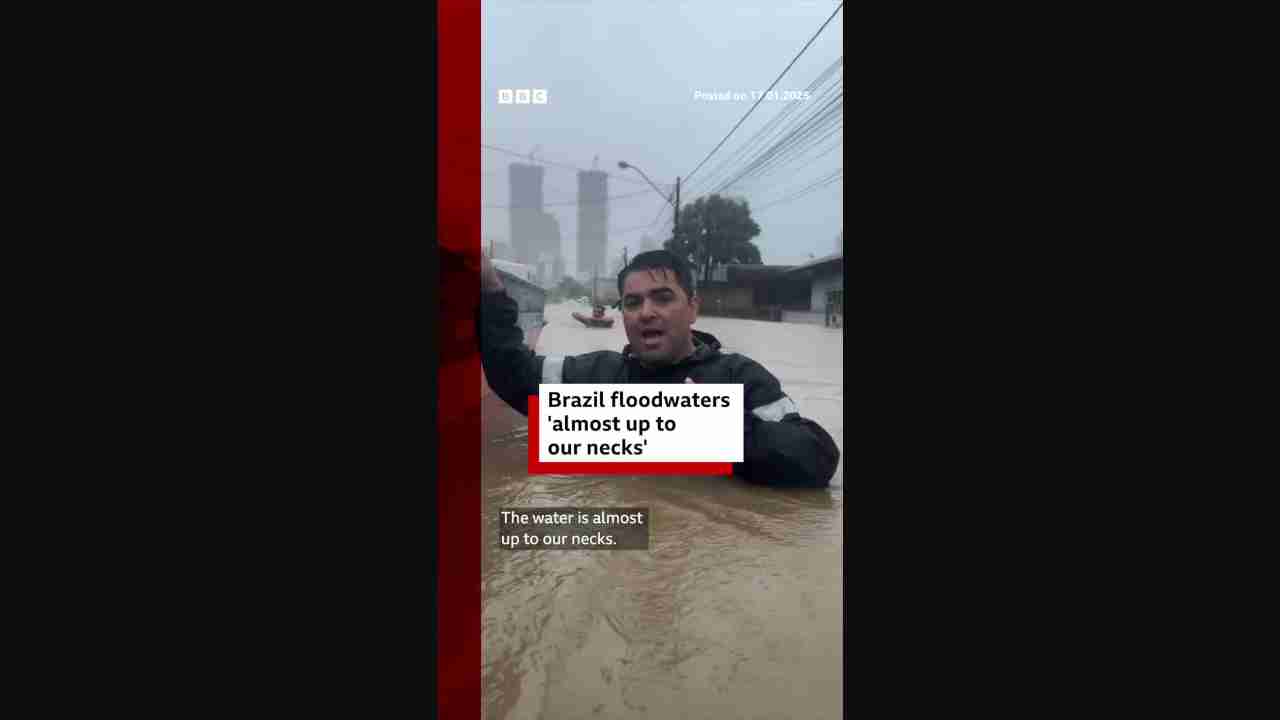 BBC
Posted on 17.01.2025
Brazil floodwaters
'almost up to
our necks'
The water is almost
up to our necks.